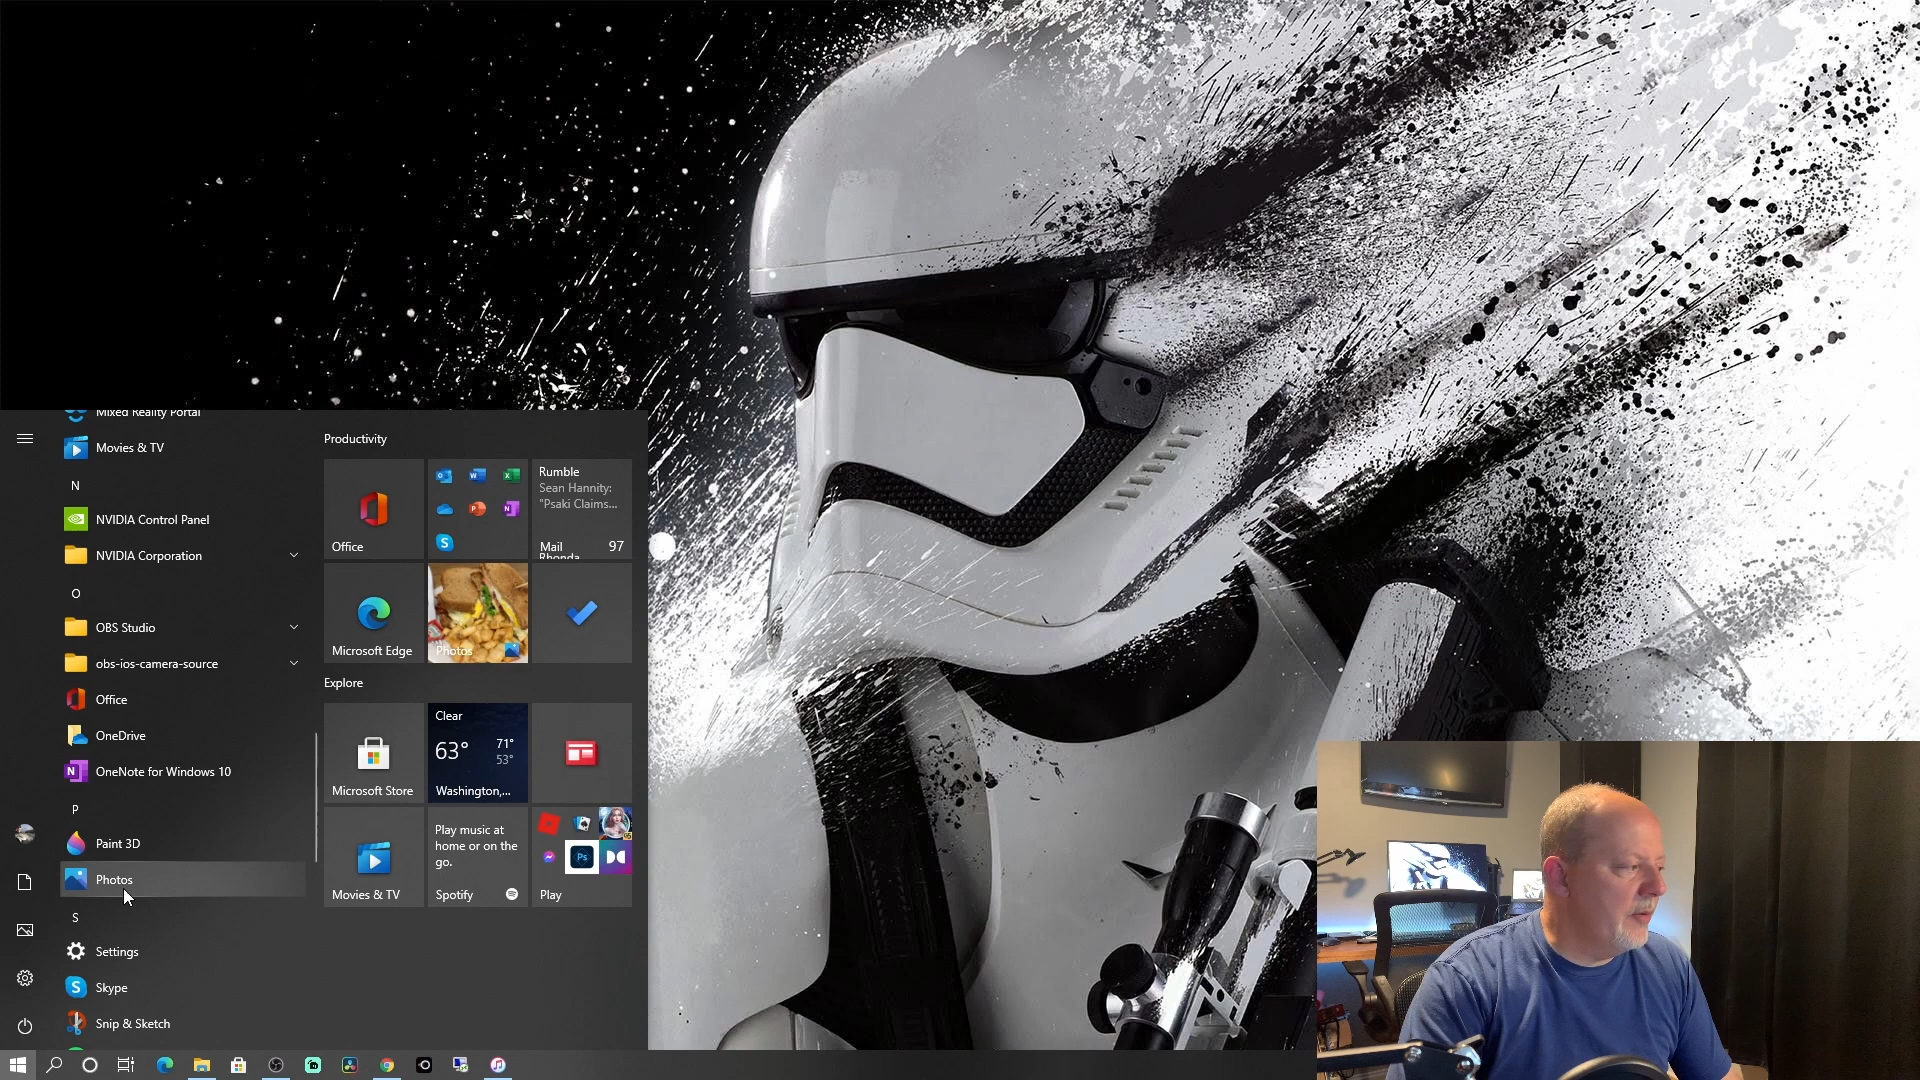 Mixed Reality Portal
Movies & TV
N
NVIDIA Control Panel
NVIDIA Corporation
O
OBS Studio
obs-ios-camera-source
Office
OneDrive
OneNote for Windows 10
P
Paint 3D
Photos
S
Settings
Skype
Snip & Sketch
Productivity
Office
Rumble
Sean Hannity:
"Psaki Claims...
Mail 97
Rhonda
Microsoft Edge
Photos
Explore
Microsoft Store
Clear
63° 71°
53°
Washington,...
Movies & TV
Play music at
home or on the
go.
Spotify
Ps
Play